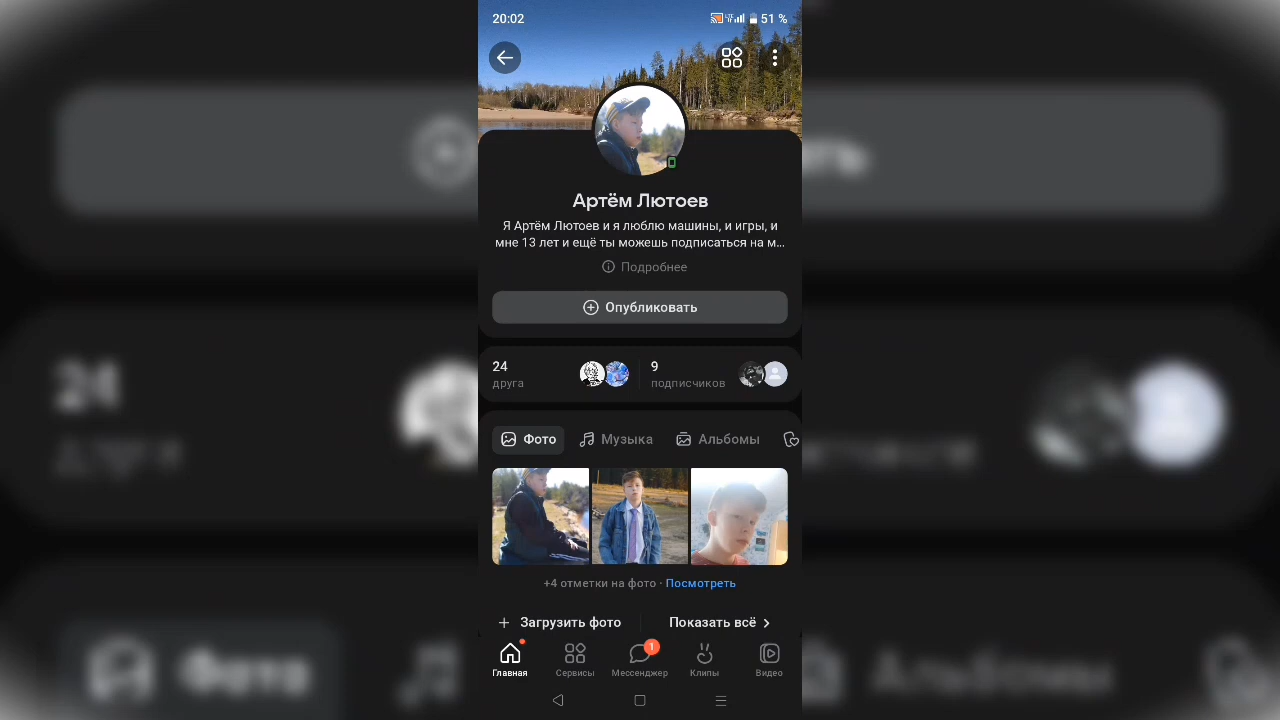 20:02
51 %
Артём Лютоев
Я Артём Лютоев и я люблю машины, и игры, и
мне 13 лет и ещё ты можешь подписаться на м...
Подробнее
Опубликовать
24
друга
9
подписчиков
Фото
Музыка
Альбомы
+4 отметки на фото · Посмотреть
Загрузить фото
Показать всё
1
Главная
Сервисы
Мессенджер
Клипы
Видео